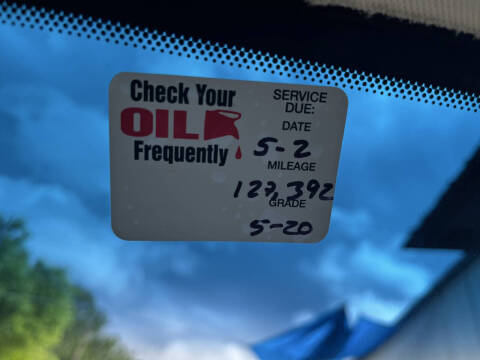 Check Your
OIL
Frequently
SERVICE
DUE:
DATE
5-2
MILEAGE
127,392
GRADE
5-20